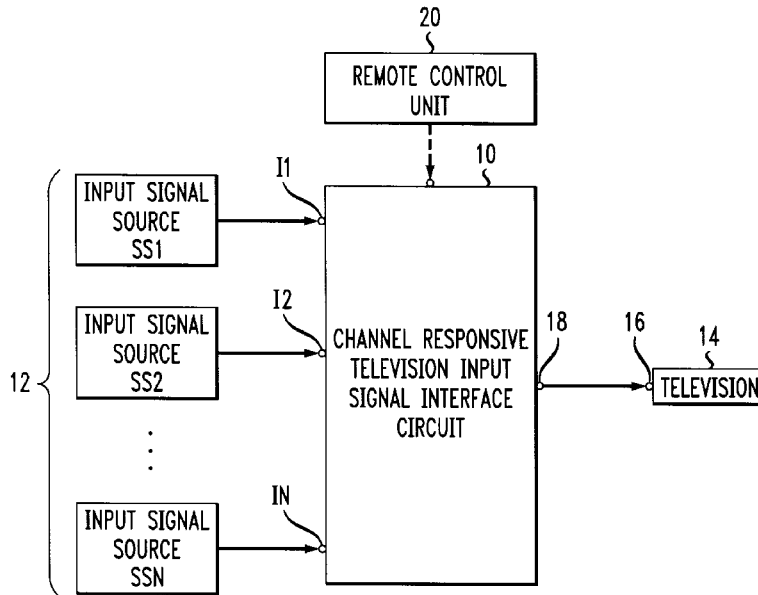 20
REMOTE CONTROL
UNIT
10
I1
INPUT SIGNAL
SOURCE
SS1
I2
INPUT SIGNAL
SOURCE
SS2
12
CHANNEL RESPONSIVE
TELEVISION INPUT
SIGNAL INTERFACE
CIRCUIT
18
16
14
TELEVISION
IN
INPUT SIGNAL
SOURCE
SSN